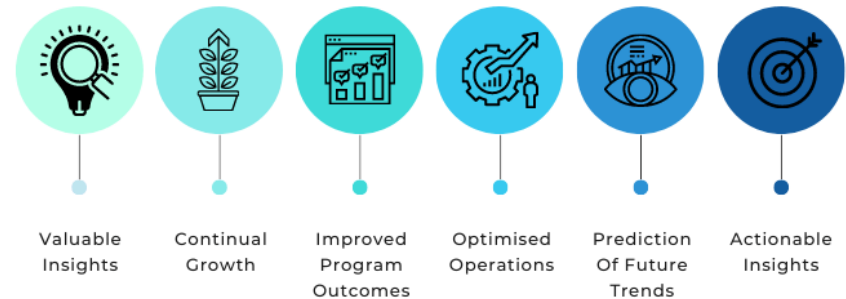 Valuable
Insights
Continual
Growth
Improved
Program
Outcomes
Optimised
Operations
Prediction
Of Future
Trends
Actionable
Insights